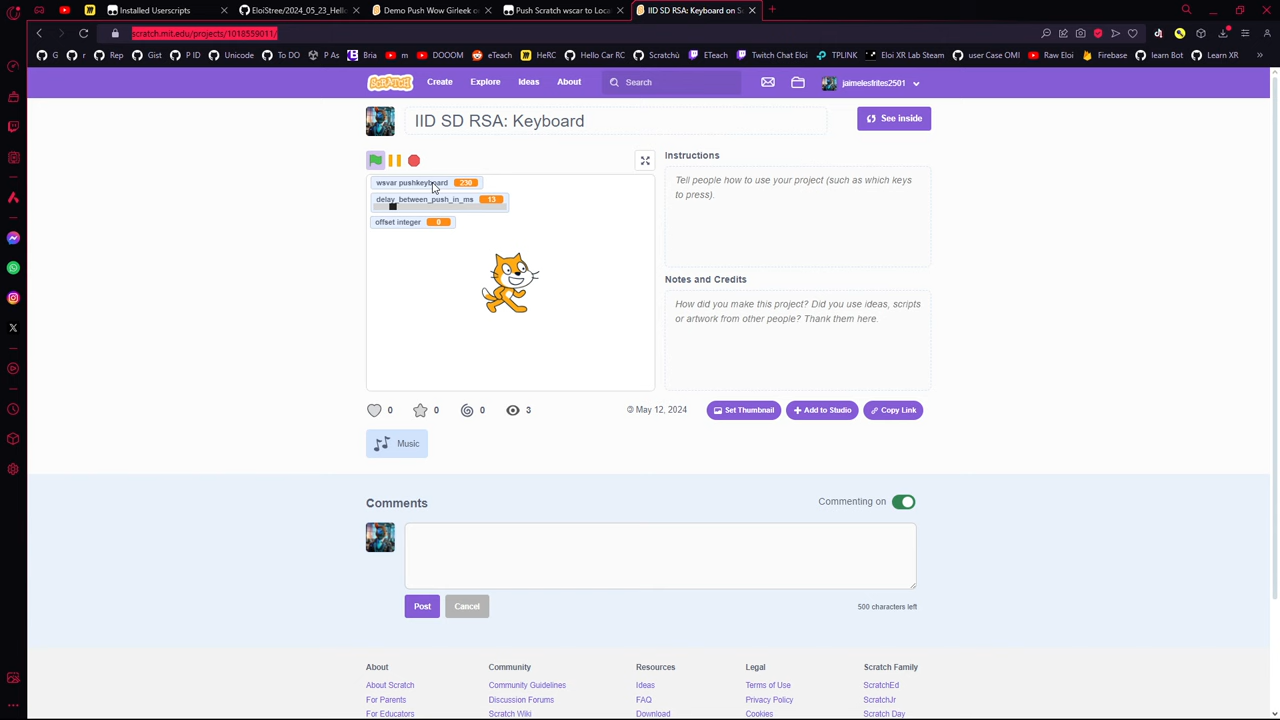 Installed Userscripts
EloiStree/2024_05_23_Hello
Demo Push Wow Girleek o
Push Scratch wscar to Loca
IID SD RSA: Keyboard on
scratch.mit.edu/projects/1018559011/
G
r
Rep
Gist
P ID
Unicode
To DO
P As
Bria
m
DOOOM
eTeach
HeRC
Hello Car RC
Scratchù
ETeach
Twitch Chat Eloi
TPLINK
Eloi XR Lab Steam
user Case OMI
Raw Eloi
Firebase
learn Bot
Learn XR
SCRATCH
Create
Explore
Ideas
About
Search
jaimelesfrites2501
IID SD RSA: Keyboard
See inside
Instructions
Tell people how to use your project (such as which keys
to press).
wsvar pushkeyboard 230
delay_between_push_in_ms 13
offset integer 0
Notes and Credits
How did you make this project? Did you use ideas, scripts
or artwork from other people? Thank them here.
0
0
0
3
© May 12, 2024
Set Thumbnail
Add to Studio
Copy Link
Music
Comments
Commenting on
Post
Cancel
500 characters left
About
Community
Resources
Legal
Scratch Family
About Scratch
Community Guidelines
Ideas
Terms of Use
ScratchEd
For Parents
Discussion Forums
FAQ
Privacy Policy
ScratchJr
For Educators
Scratch Wiki
Download
Cookies
Scratch Day